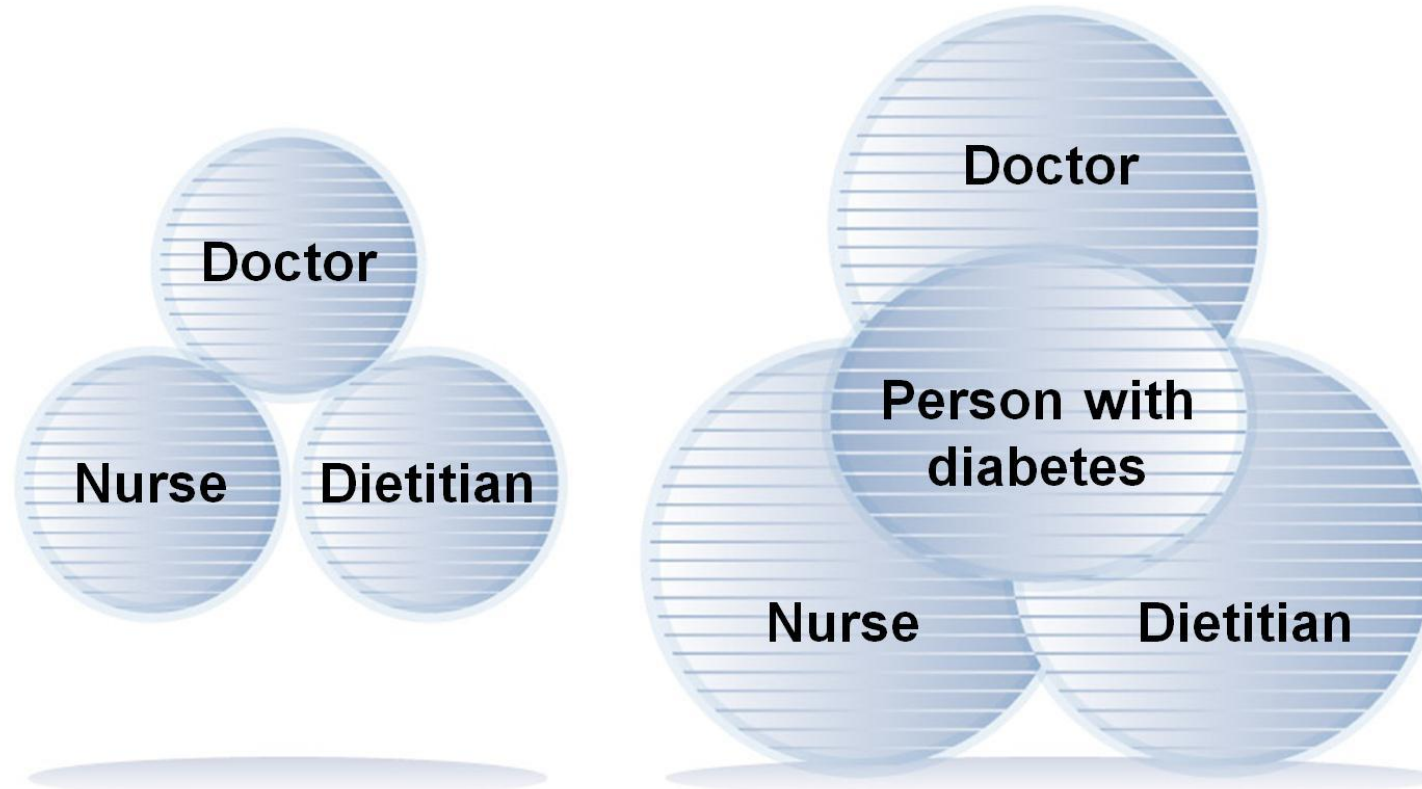 Doctor
Nurse
Dietitian
Doctor
Person with
diabetes
Nurse
Dietitian